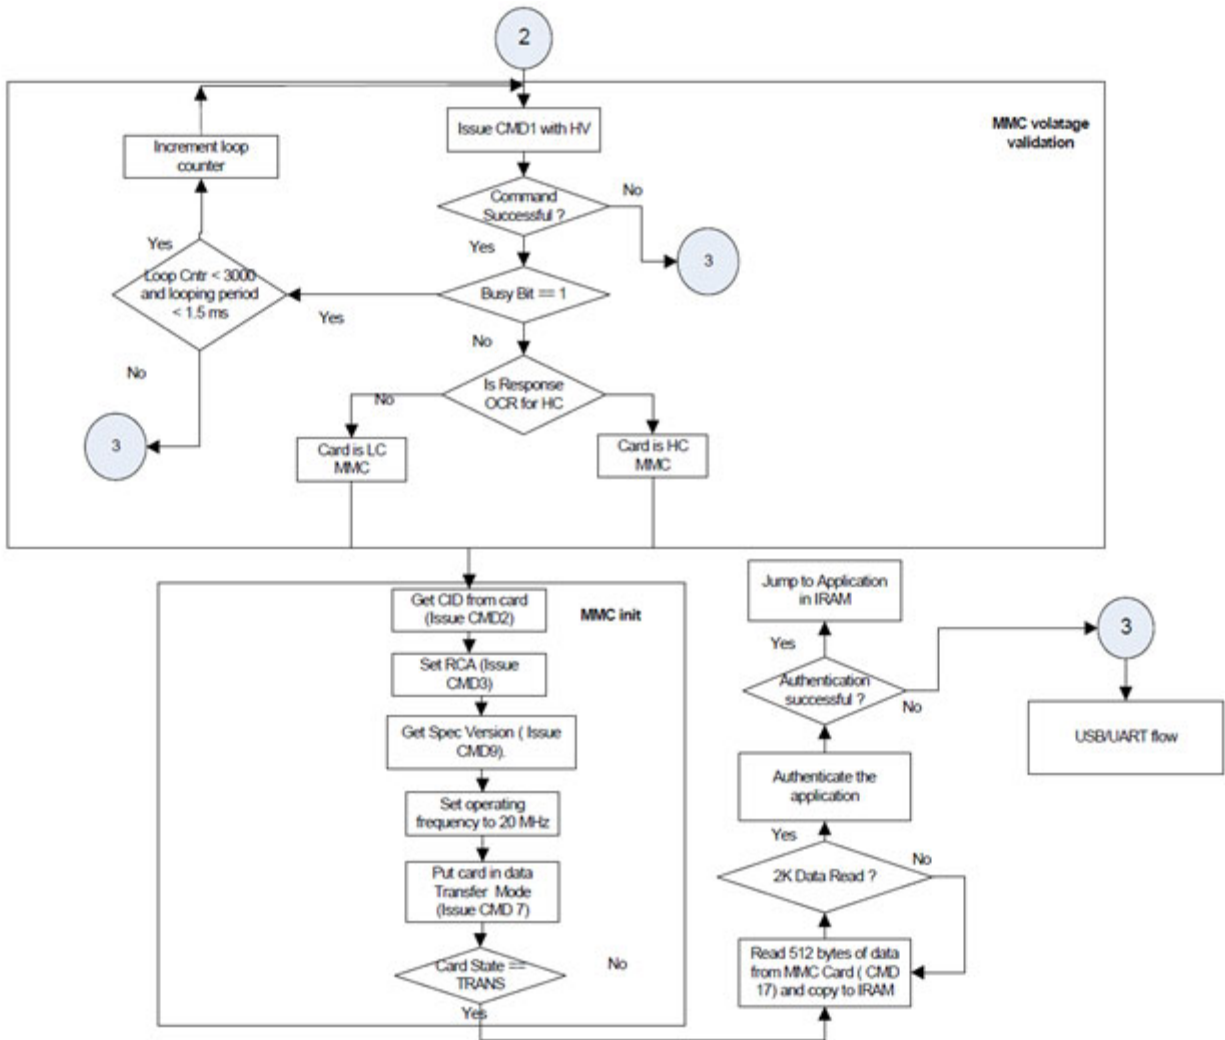 2
MMC volatage
validation
Issue CMD1 with HV
Increment loop
counter
Command
Successful ?
No
3
Yes
Yes
Loop Cntr < 3000
and looping period
< 1.5 ms
Busy Bit == 1
Yes
No
No
3
Is Response
OCR for HC
No
Card is LC
MMC
Card is HC
MMC
MMC init
Get CID from card
(Issue CMD2)
Set RCA (Issue
CMD3)
Get Spec Version ( Issue
CMD9).
Set operating
frequency to 20 MHz
Put card in data
Transfer Mode
(Issue CMD 7)
Card State ==
TRANS
No
Yes
Jump to Application
in IRAM
Yes
Authentication
successful ?
No
3
USB/UART flow
Authenticate the
application
Yes
No
2K Data Read ?
Read 512 bytes of data
from MMC Card ( CMD
17) and copy to IRAM